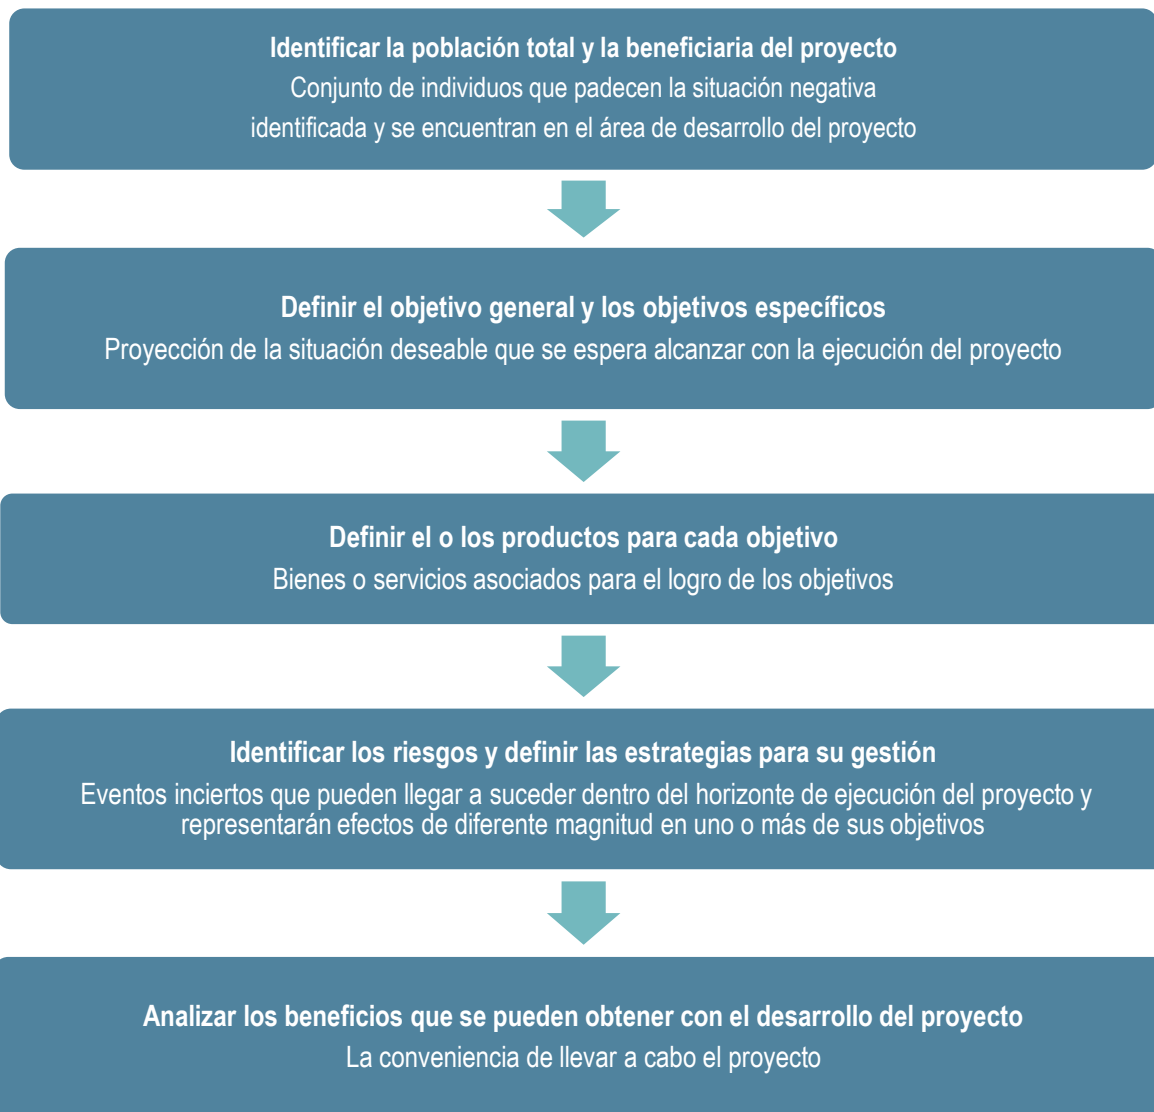 Identificar la población total y la beneficiaria del proyecto
Conjunto de individuos que padecen la situación negativa
identificada y se encuentran en el área de desarrollo del proyecto
Definir el objetivo general y los objetivos específicos
Proyección de la situación deseable que se espera alcanzar con la ejecución del proyecto
Definir el o los productos para cada objetivo
Bienes o servicios asociados para el logro de los objetivos
Identificar los riesgos y definir las estrategias para su gestión
Eventos inciertos que pueden llegar a suceder dentro del horizonte de ejecución del proyecto y
representarán efectos de diferente magnitud en uno o más de sus objetivos
Analizar los beneficios que se pueden obtener con el desarrollo del proyecto
La conveniencia de llevar a cabo el proyecto